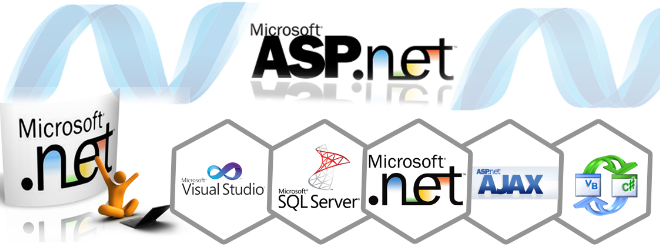 Microsoft
ASP.net
Microsoft
.net
Microsoft
Visual Studio
Microsoft
SQL Server
Microsoft
.net
ASP.net
AJAX
VB
C#